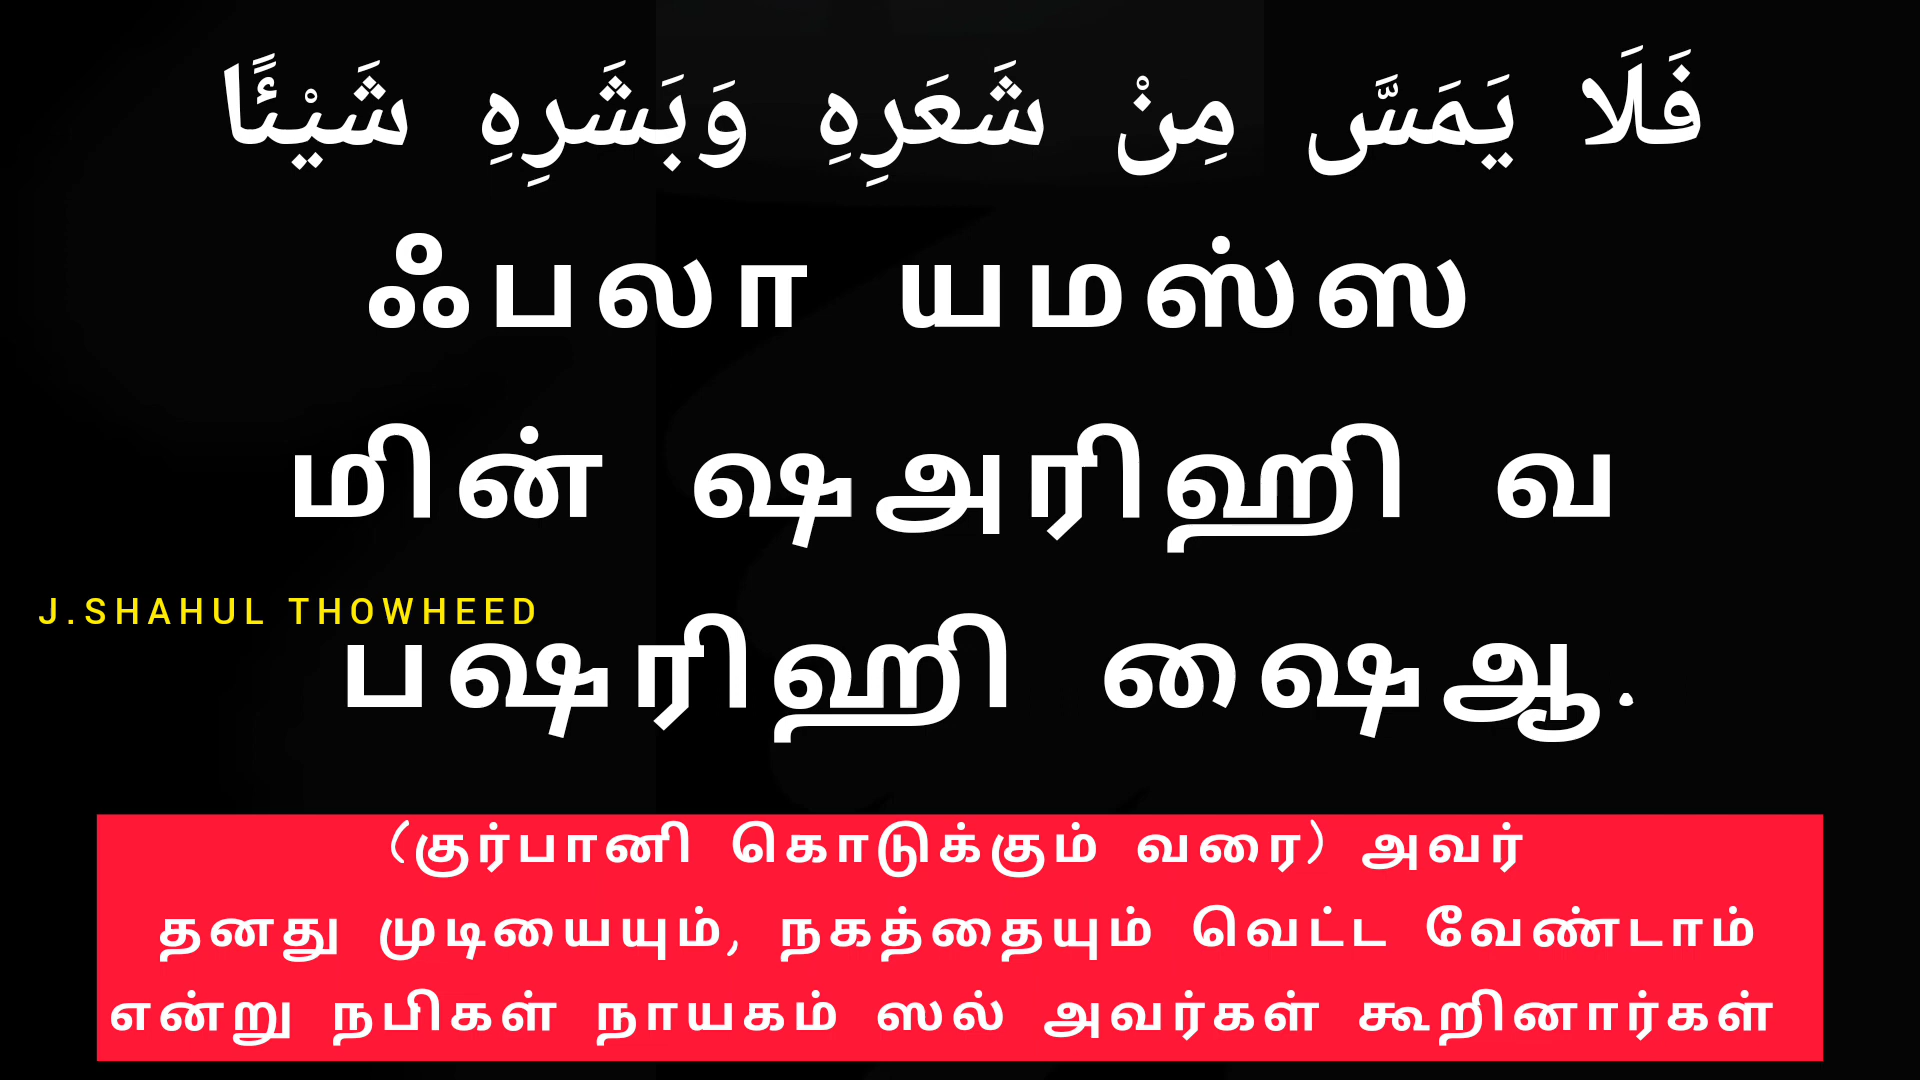 فَلَا يَمَسَّ مِنْ شَعَرِهِ وَبَشَرِهِ شَيْئًا
ஃபலா யமஸ்ஸ
மின் ஷஅரிஹி வ
J.SHAHUL THOWHEED
பஷரிஹி ஷைஆ.
(குர்பானி கொடுக்கும் வரை) அவர்
தனது முடியையும், நகத்தையும் வெட்ட வேண்டாம்
என்று நபிகள் நாயகம் ஸல் அவர்கள் கூறினார்கள்